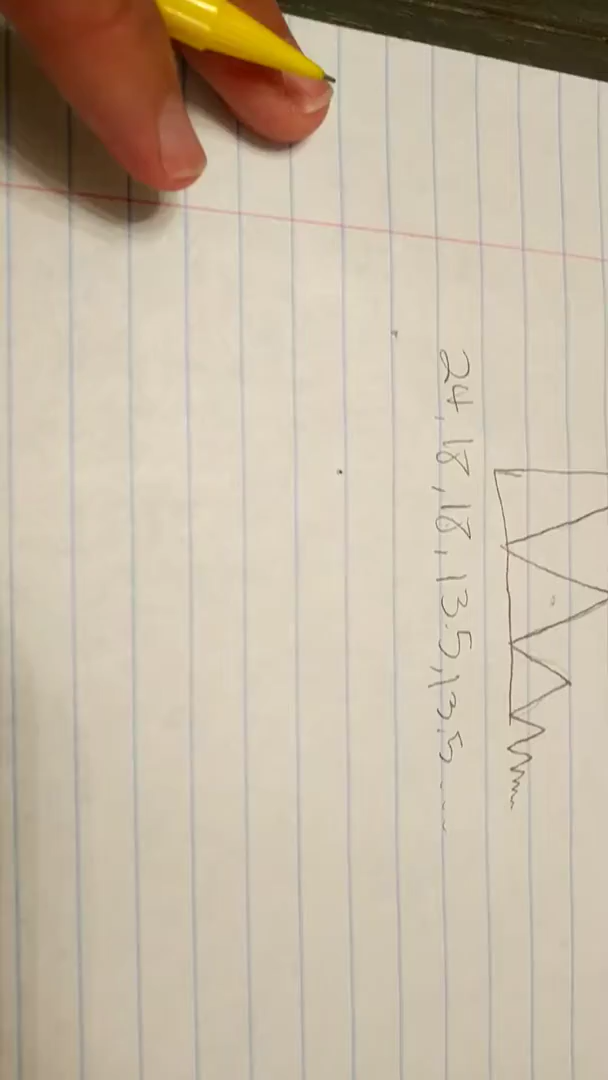 24, 18, 18, 13.5, 13.5 ----